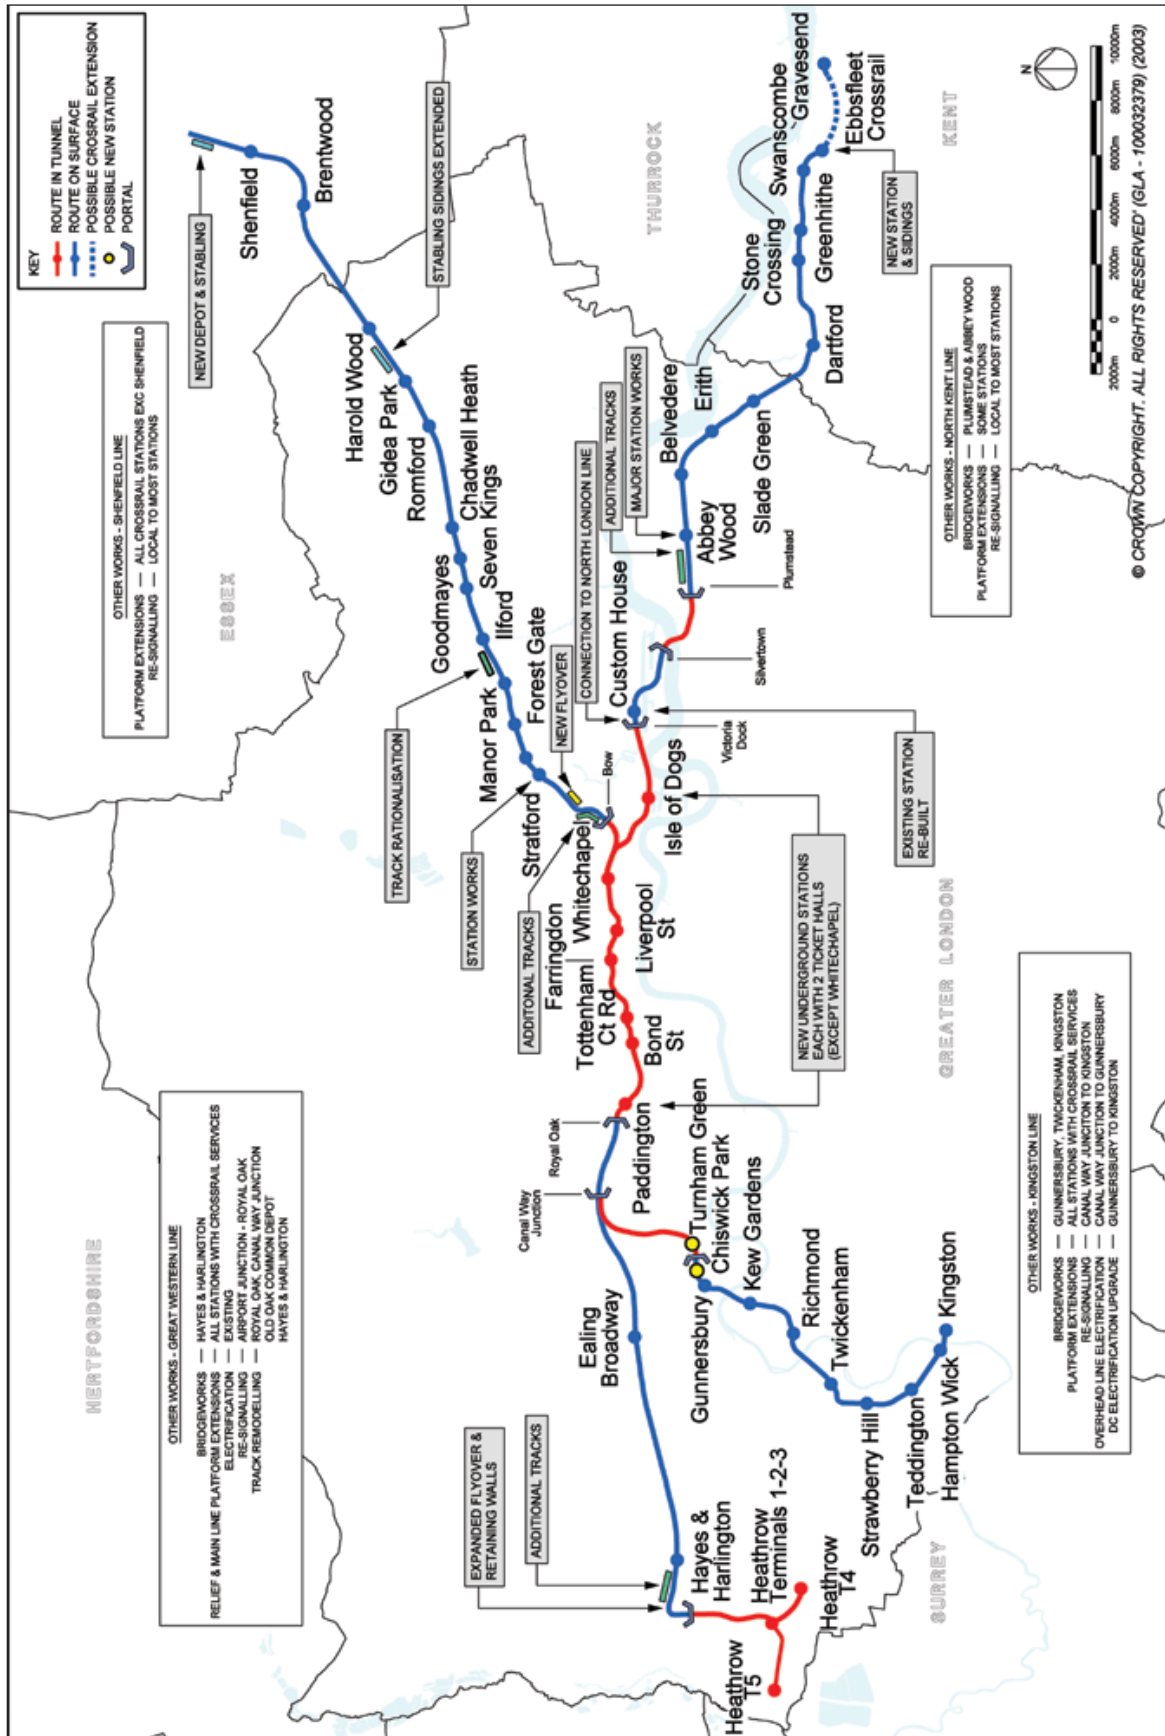 KEY
ROUTE IN TUNNEL
ROUTE ON SURFACE
POSSIBLE CROSRAIL EXTENSION
POSSIBLE NEW STATION
PORTAL
HERTFORDSHIRE
ESSEX
THURROCK
KENT
GREATER LONDON
SURREY
OTHER WORKS - GREAT WESTERN LINE
BRIDGEWORKS — HAYES & HARLINGTON
RELIEF & MAIN LINE PLATFORM EXTENSIONS — ALL STATIONS WITH CROSSRAIL SERVICES
ELECTRIFICATION — EXISTING
RE-SIGNALLING — AIRPORT JUNCTION - ROYAL OAK
TRACK REMODELLING — ROYAL OAK, CANAL WAY JUNCTION
OLD OAK COMMON DEPOT
HAYES & HARLINGTON
OTHER WORKS - SHENFIELD LINE
PLATFORM EXTENSIONS — ALL CROSSRAIL STATIONS EXC SHENFIELD
RE-SIGNALLING — LOCAL TO MOST STATIONS
NEW DEPOT & STABLING
STABLING SIDINGS EXTENDED
TRACK RATIONALISATION
STATION WORKS
ADDITONAL TRACKS
NEW FLYOVER
CONNECTION TO NORTH LONDON LINE
ADDITIONAL TRACKS
MAJOR STATION WORKS
EXPANDED FLYOVER &
RETAINING WALLS
ADDITIONAL TRACKS
Shenfield
Brentwood
Harold Wood
Gidea Park
Romford
Chadwell Heath
Goodmayes
Seven Kings
Ilford
Manor Park
Forest Gate
Stratford
Bow
Whitechapel
Farringdon
Liverpool
St
Tottenham
Ct Rd
Bond
St
Paddington
Royal Oak
Canal Way
Junction
Ealing
Broadway
Hayes &
Harlington
Heathrow
Terminals 1-2-3
Heathrow
T4
Heathrow
T5
Turnham Green
Chiswick Park
Gunnersbury
Kew Gardens
Richmond
Twickenham
Strawberry Hill
Teddington
Hampton Wick
Kingston
Isle of Dogs
Custom House
Victoria
Dock
Silvertown
Plumstead
Abbey
Wood
Belvedere
Erith
Slade Green
Dartford
Stone
Crossing
Greenhithe
Swanscombe
Ebbsfleet
Crossrail
Gravesend
NEW STATION
& SIDINGS
EXISTING STATION
RE-BUILT
NEW UNDERGROUND STATIONS
EACH WITH 2 TICKET HALLS
(EXCEPT WHITECHAPEL)
OTHER WORKS - KINGSTON LINE
BRIDGEWORKS — GUNNERSBURY, TWICKENHAM, KINGSTON
PLATFORM EXTENSIONS — ALL STATIONS WITH CROSSRAIL SERVICES
RE-SIGNALLING — CANAL WAY JUNCITON TO KINGSTON
OVERHEAD LINE ELECTRIFICATION — CANAL WAY JUNCTION TO GUNNERSBURY
DC ELECTRIFICATION UPGRADE — GUNNERSBURY TO KINGSTON
OTHER WORKS - NORTH KENT LINE
BRIDGEWORKS — PLUMSTEAD & ABBEY WOOD
PLATFORM EXTENSIONS — SOME STATIONS
RE-SIGNALLING — LOCAL TO MOST STATIONS
N
2000m 0 2000m 4000m 6000m 8000m 10000m
© CROWN COPYRIGHT. ALL RIGHTS RESERVED' (GLA - 100032379) (2003)